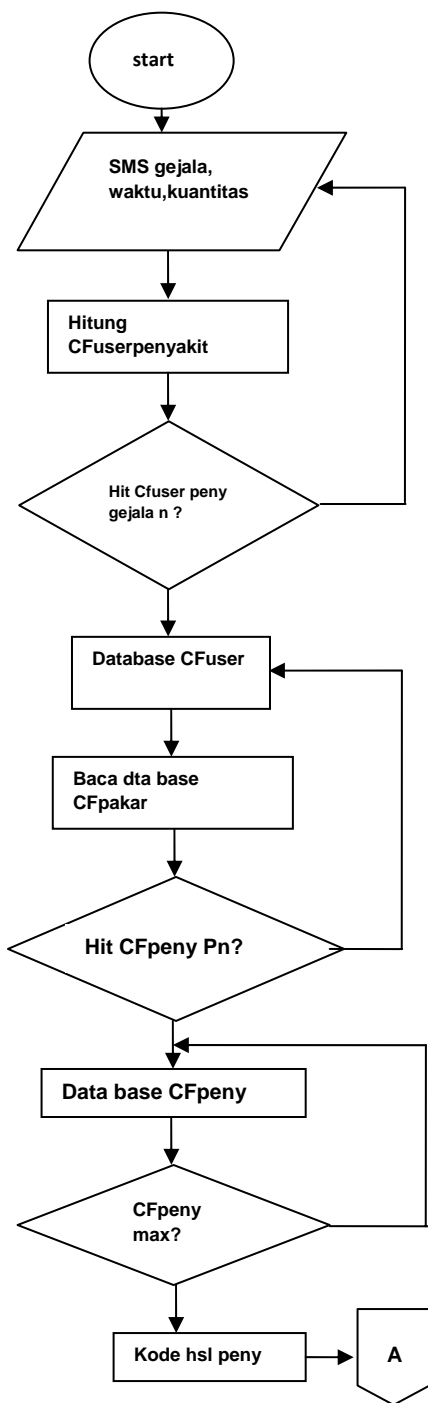 start
SMS gejala,
waktu,kuantitas
Hitung
CFuserpenyakit
Hit Cfuser peny
gejala n ?
Database CFuser
Baca dta base
CFpakar
Hit CFpeny Pn?
Data base CFpeny
CFpeny
max?
Kode hsl peny
A